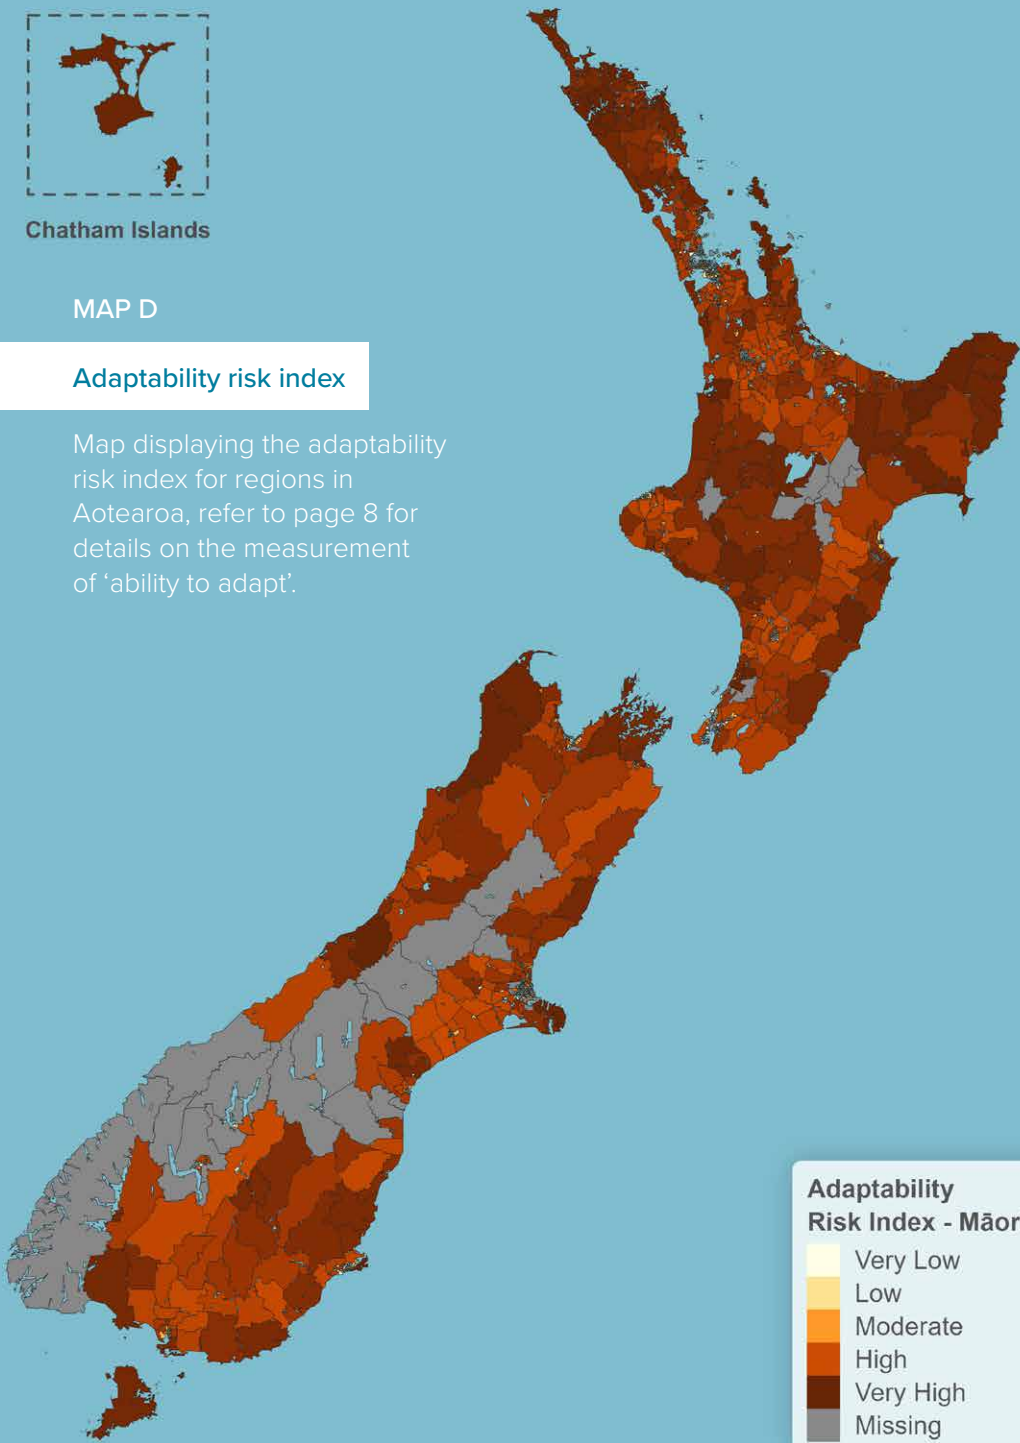 Chatham Islands
MAP D
Adaptability risk index
Map displaying the adaptability
risk index for regions in
Aotearoa, refer to page 8 for
details on the measurement
of ‘ability to adapt’.
Adaptability
Risk Index - Māor
Very Low
Low
Moderate
High
Very High
Missing